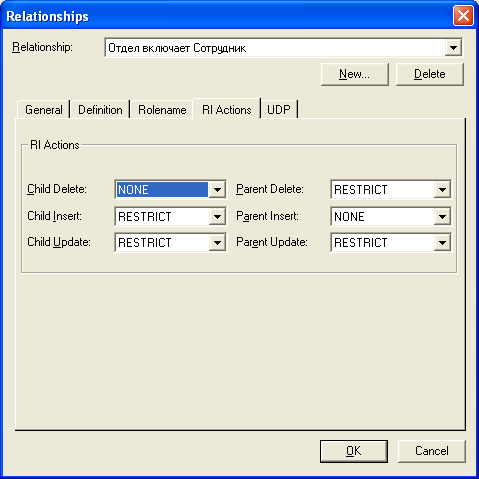 Relationships
Relationship: Отдел включает Сотрудник
New... Delete
General Definition Rolename RI Actions UDP
RI Actions
Child Delete: NONE Parent Delete: RESTRICT
Child Insert: RESTRICT Parent Insert: NONE
Child Update: RESTRICT Parent Update: RESTRICT
OK Cancel